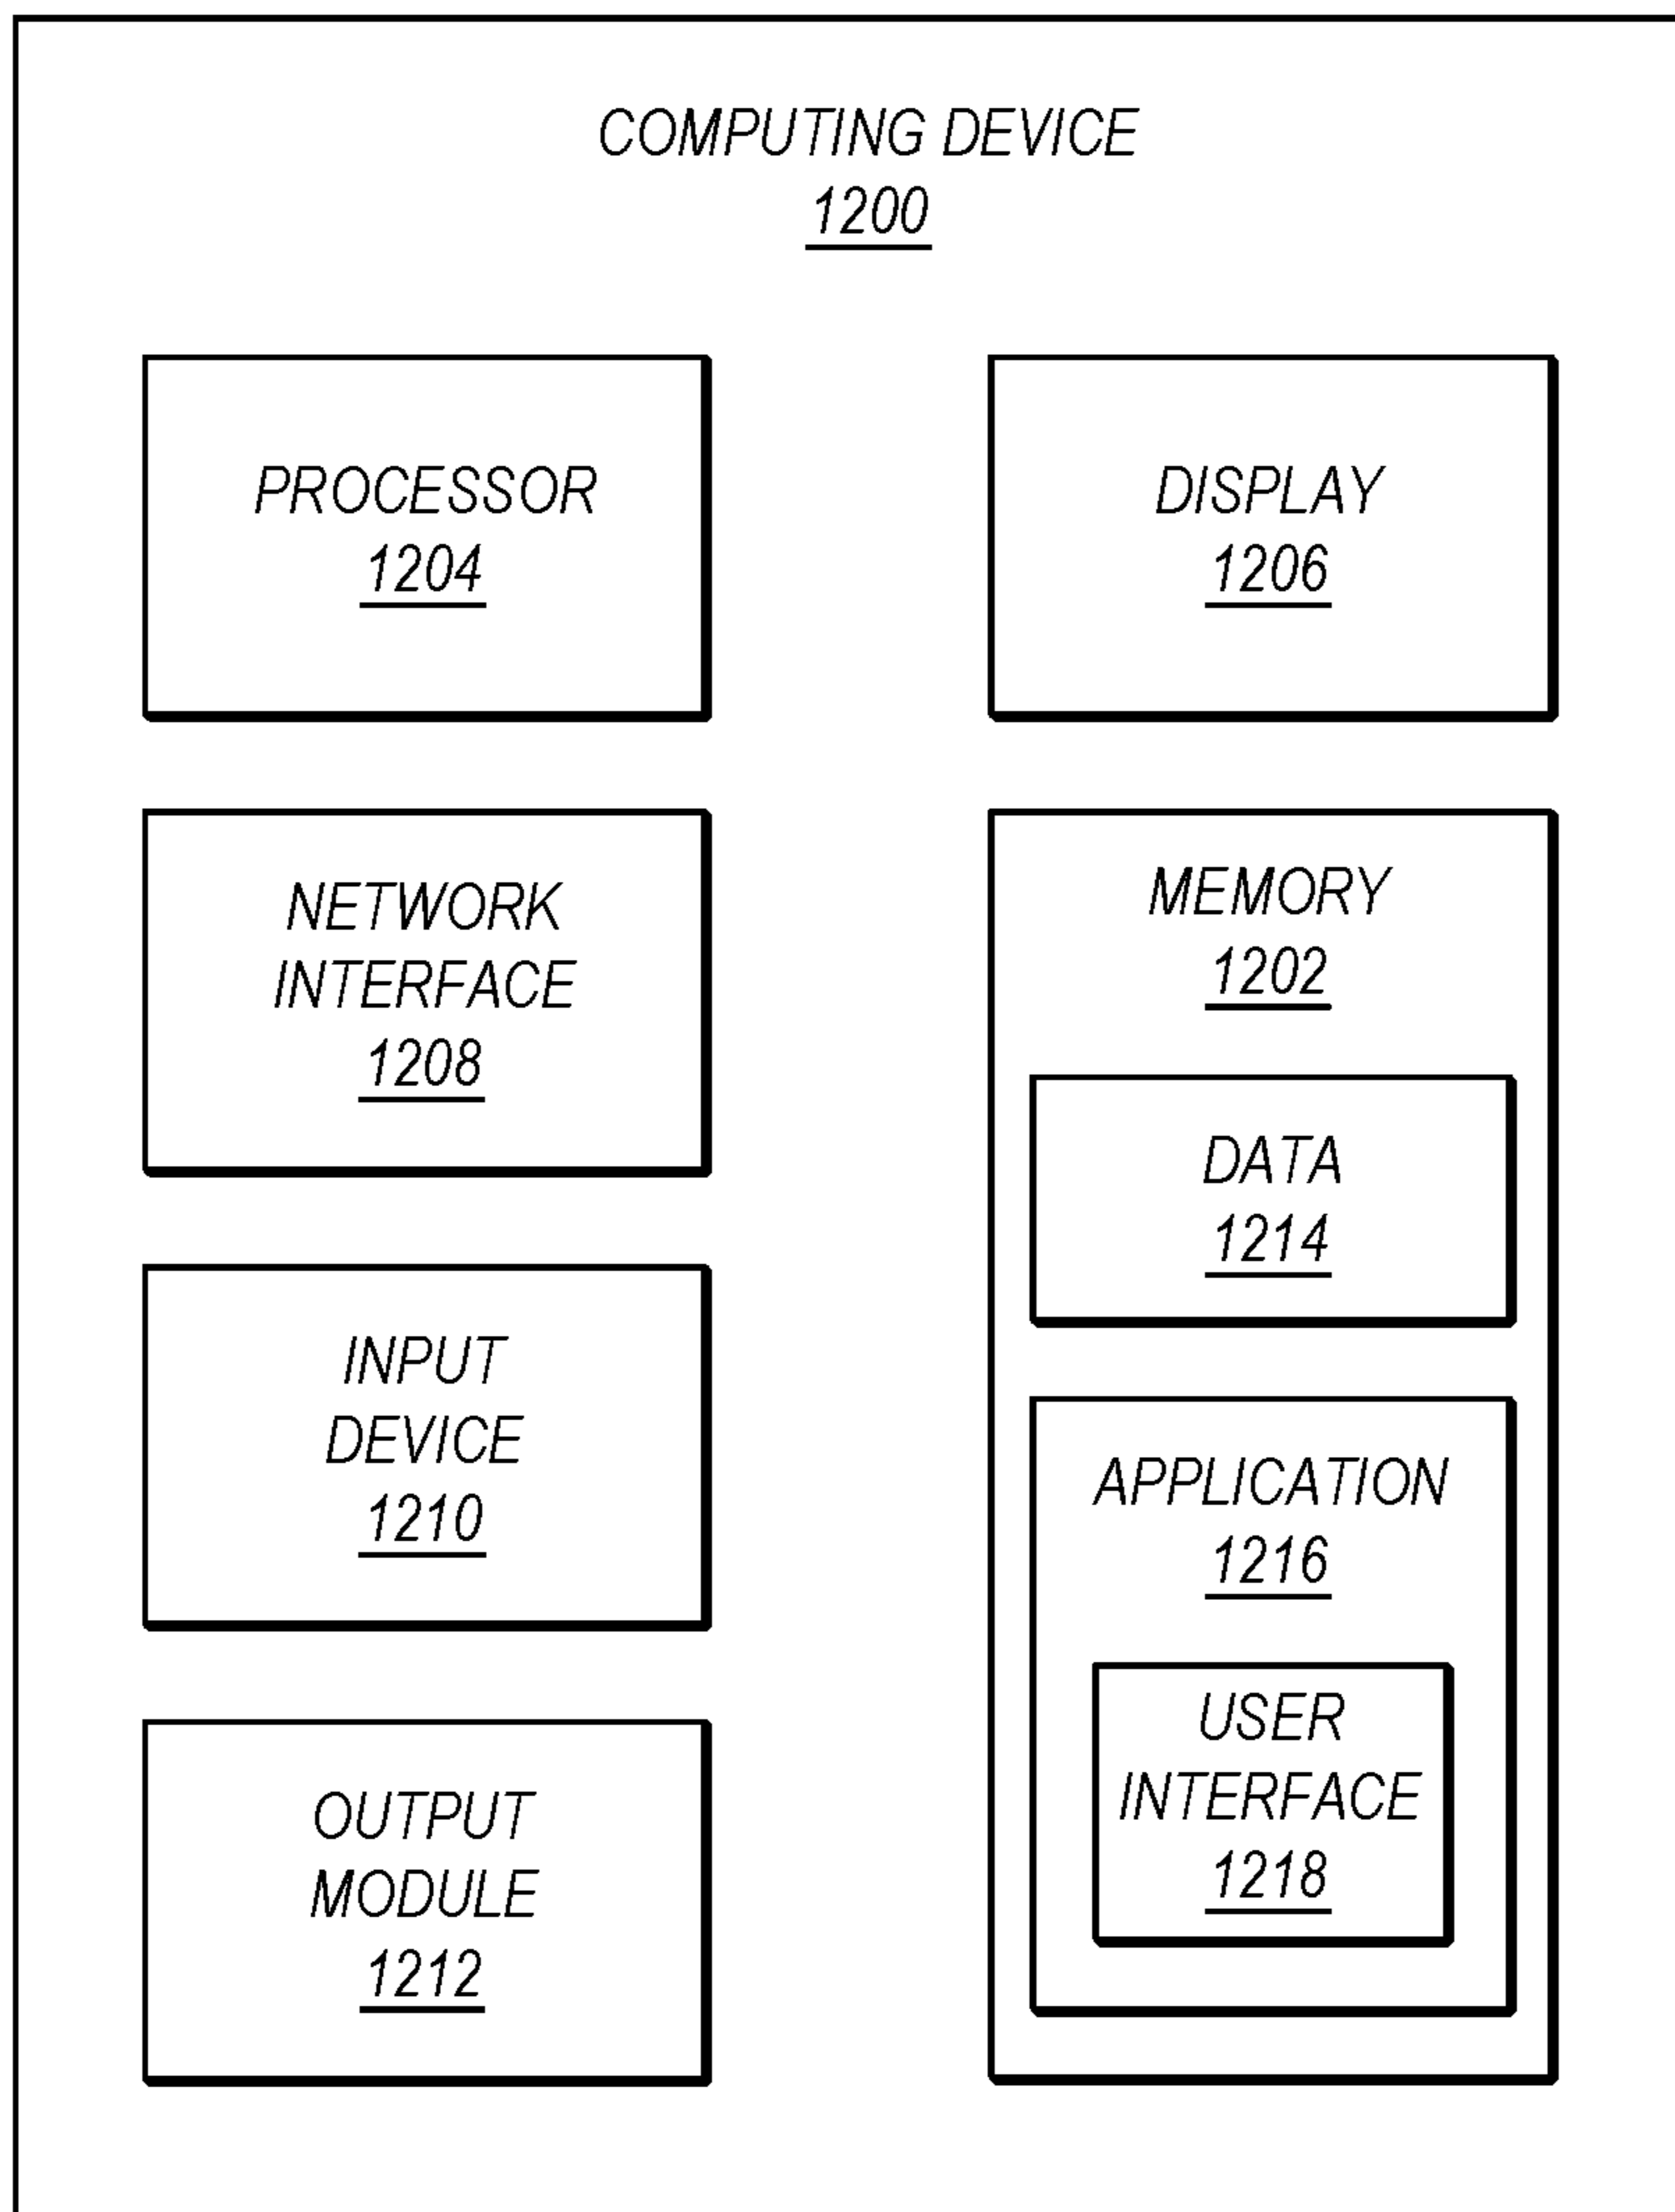 COMPUTING DEVICE
1200
PROCESSOR
1204
DISPLAY
1206
NETWORK
INTERFACE
1208
MEMORY
1202
DATA
1214
INPUT
DEVICE
1210
APPLICATION
1216
USER
INTERFACE
1218
OUTPUT
MODULE
1212